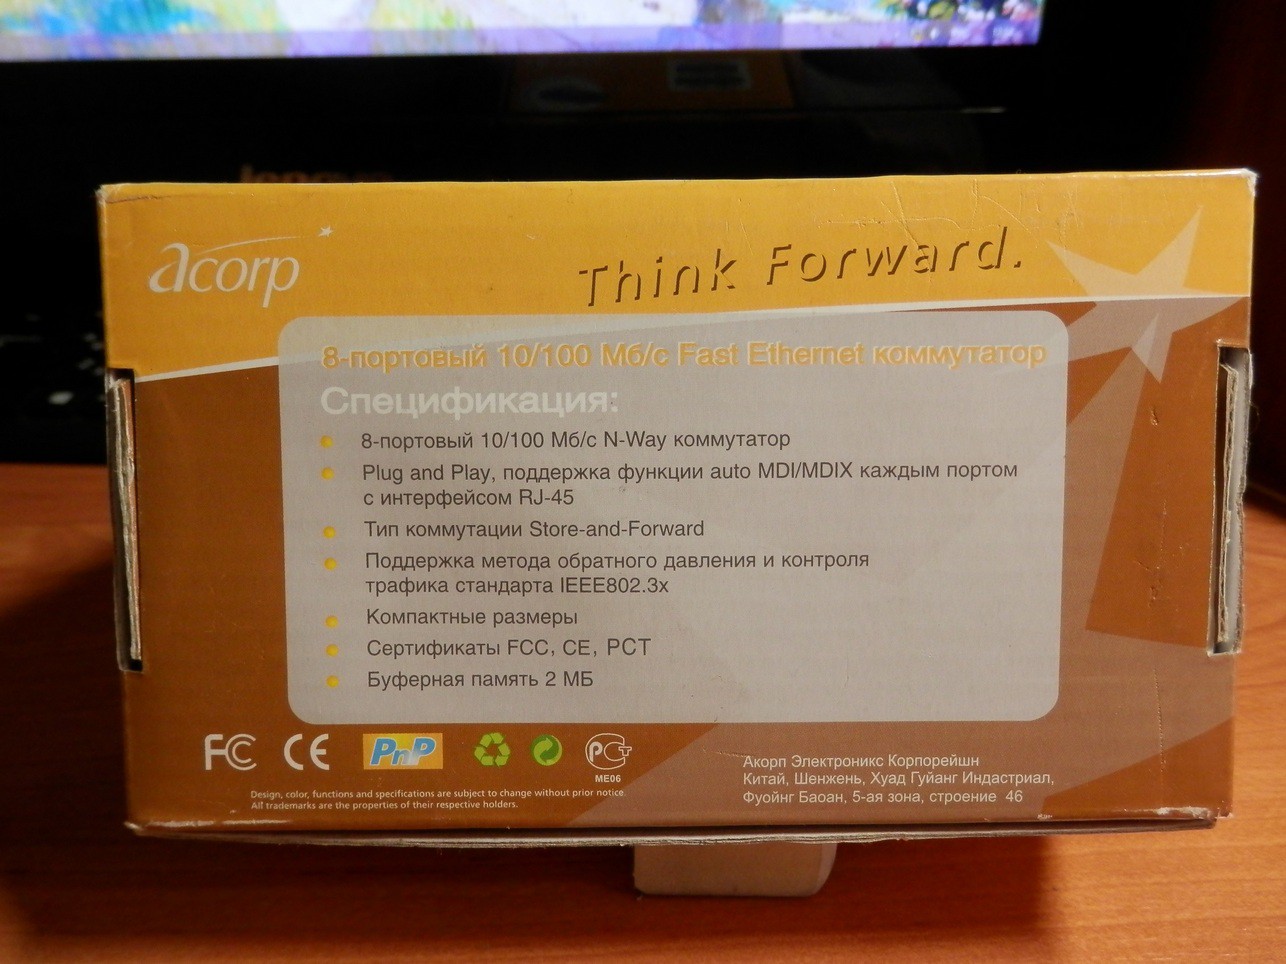 acorp
Think Forward.
8-портовый 10/100 Мб/с Fast Ethernet коммутатор
Спецификация:
8-портовый 10/100 Мб/с N-Way коммутатор
Plug and Play, поддержка функции auto MDI/MDIX каждым портом
с интерфейсом RJ-45
Тип коммутации Store-and-Forward
Поддержка метода обратного давления и контроля
трафика стандарта IEEE802.3x
Компактные размеры
Сертификаты FCC, CE, РСТ
Буферная память 2 МБ
FC CE PnP РСТ
ME06
Design, color, functions and specifications are subject to change without prior notice.
All trademarks are the properties of their respective holders.
Акорп Электроникс Корпорейшн
Китай, Шенжень, Хуад Гуйанг Индастриал,
Фуойнг Баоан, 5-ая зона, строение 46